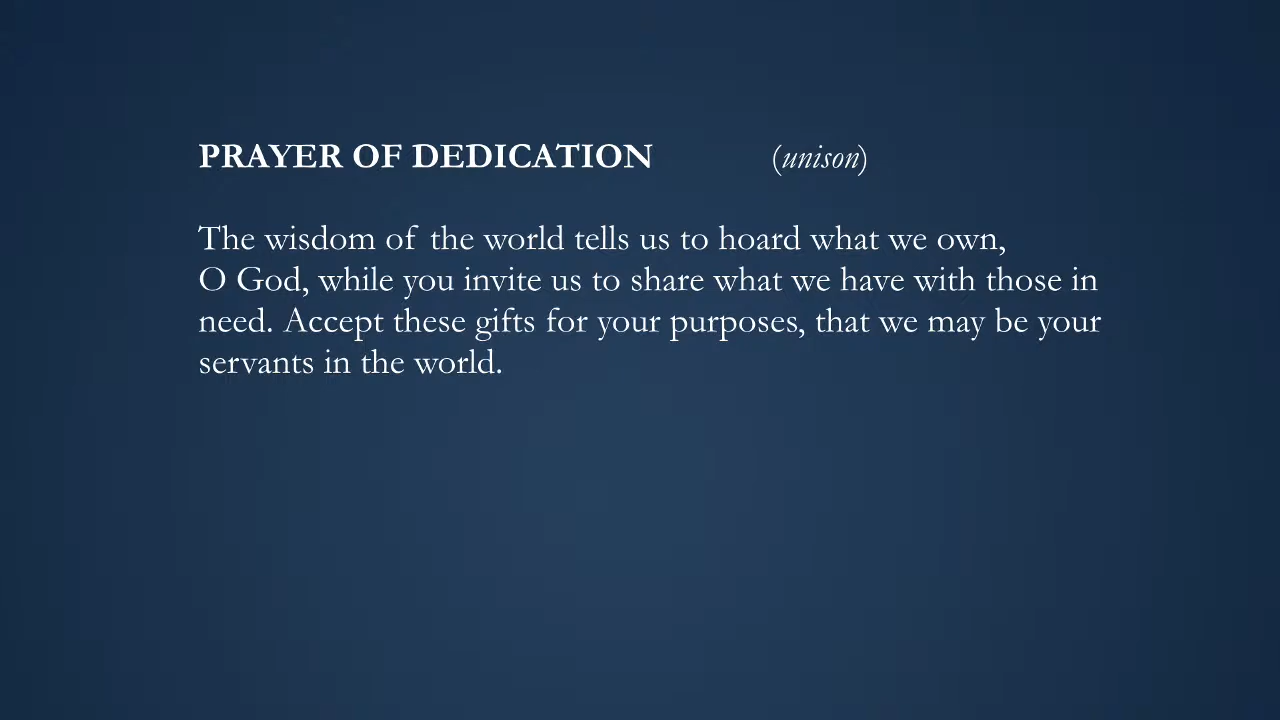 PRAYER OF DEDICATION (unison)
The wisdom of the world tells us to hoard what we own,
O God, while you invite us to share what we have with those in
need. Accept these gifts for your purposes, that we may be your
servants in the world.